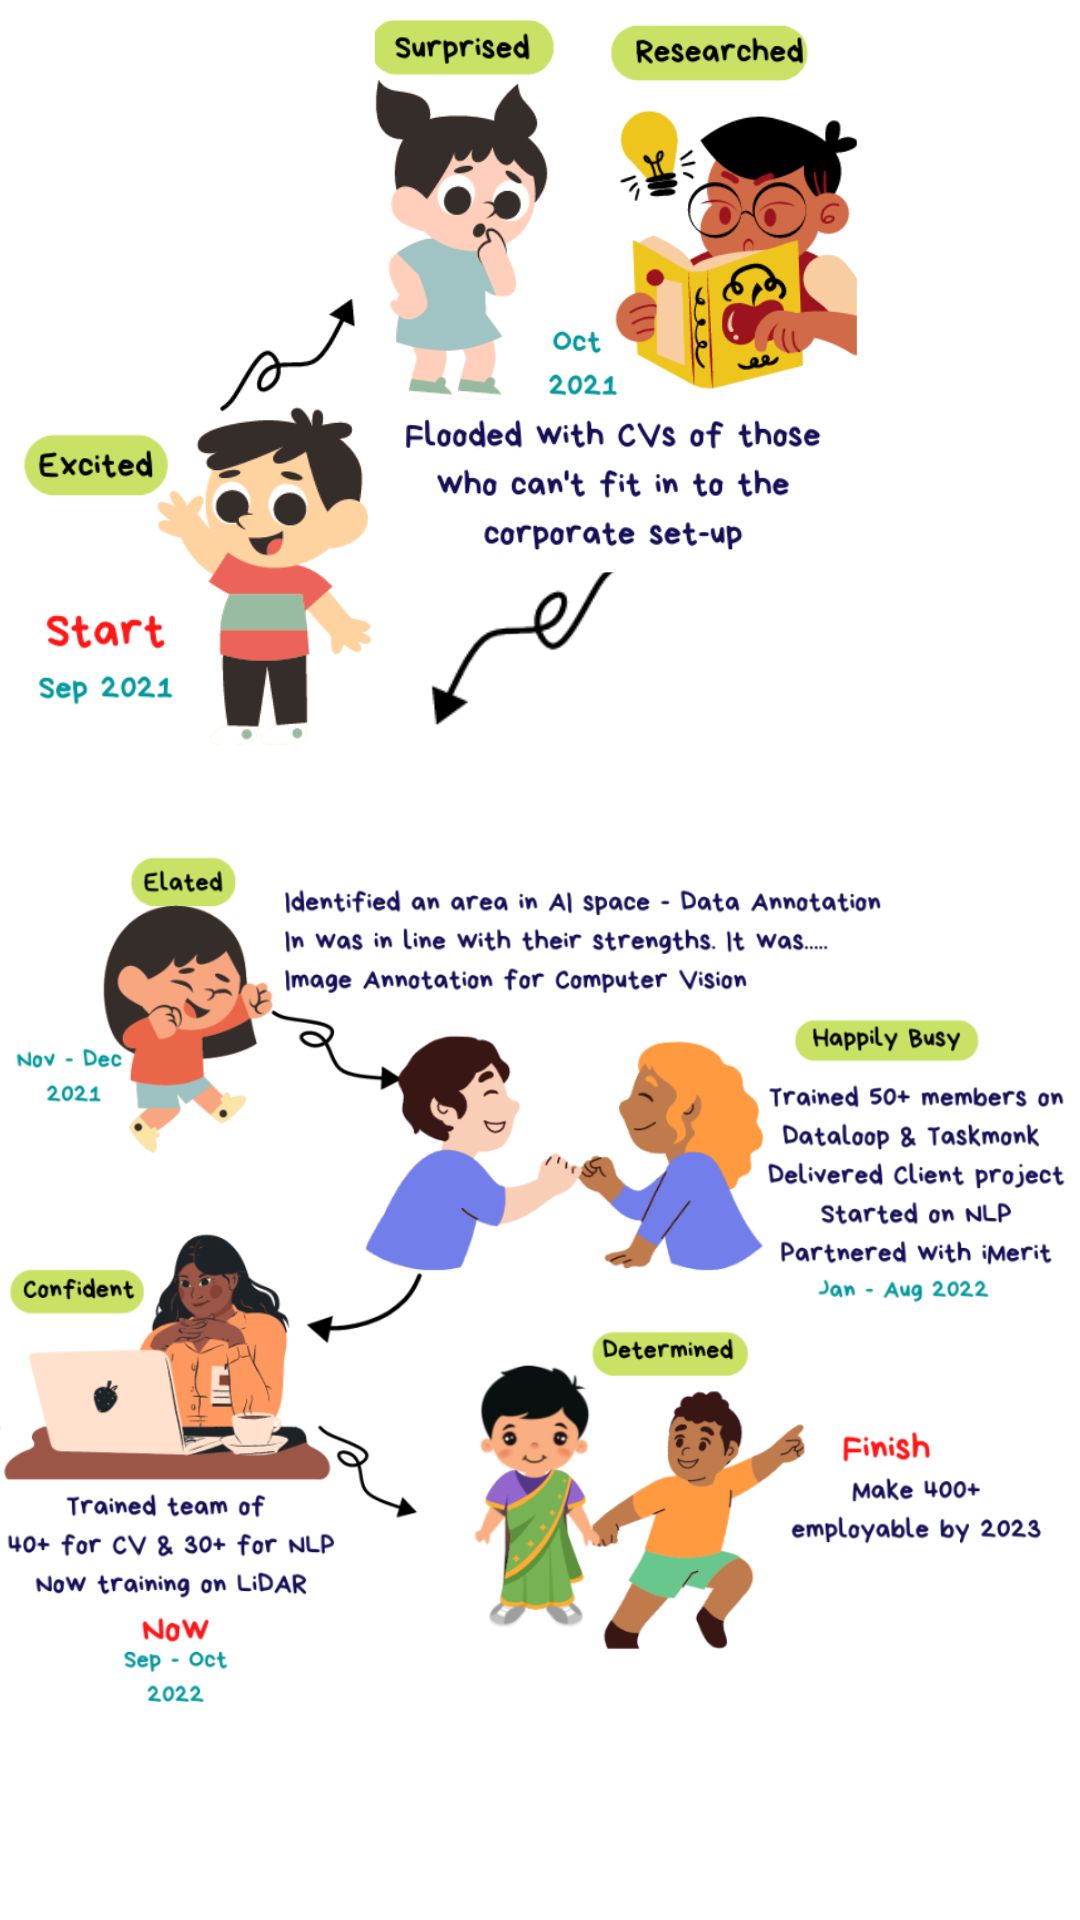 Surprised
Researched
Oct
2021
Flooded with CVs of those
who can't fit in to the
corporate set-up
Excited
Start
Sep 2021
Elated
Identified an area in AI space - Data Annotation
In was in line with their strengths. It was.....
Image Annotation for Computer Vision
Nov - Dec
2021
Happily Busy
Trained 50+ members on
Dataloop & Taskmonk
Delivered Client project
Started on NLP
Partnered with iMerit
Jan - Aug 2022
Confident
Trained team of
40+ for CV & 30+ for NLP
Now training on LiDAR
Now
Sep - Oct
2022
Determined
Finish
Make 400+
employable by 2023